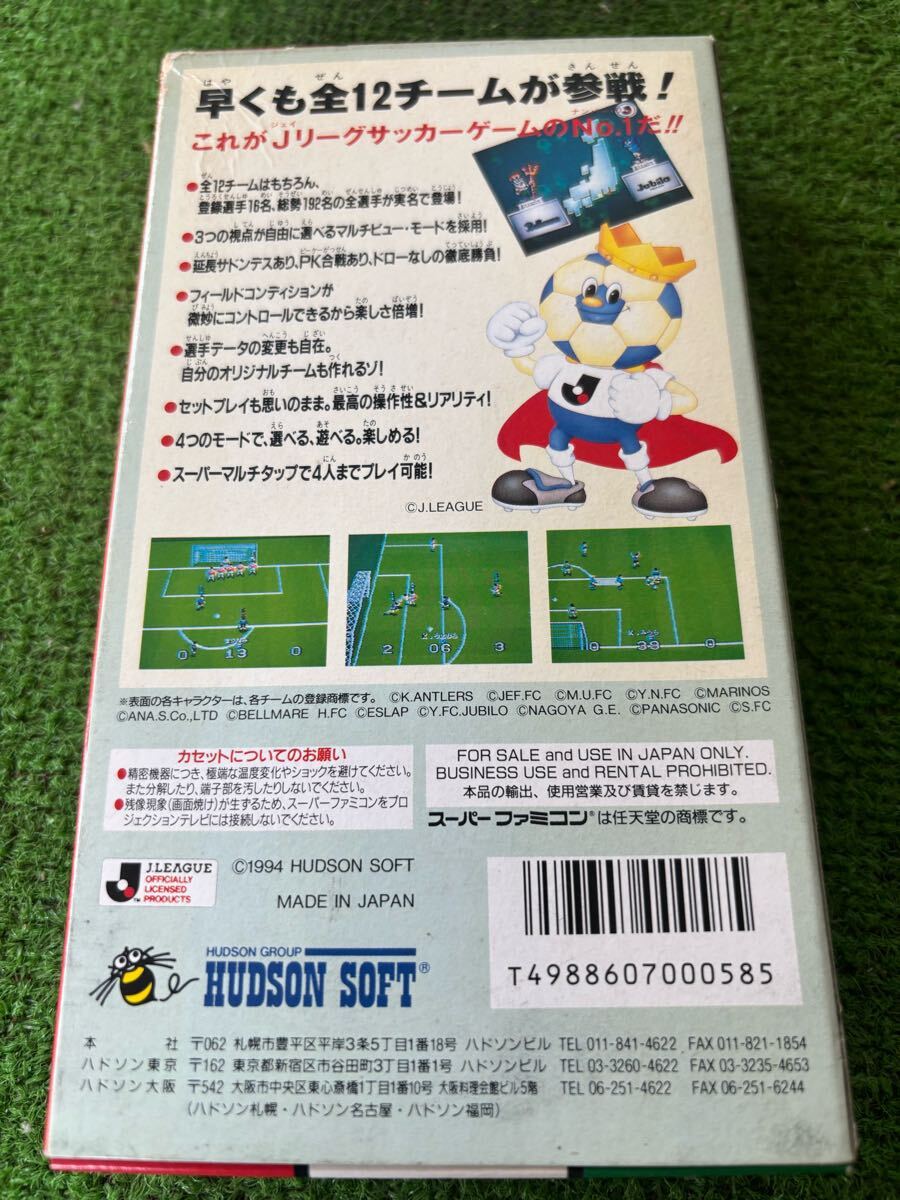 早くも全12チームが参戦!
これがJリーグサッカーゲームのNo.1だ!!
●全12チームはもちろん、
登録選手16名、総勢192名の全選手が実名で登場!
●3つの視点が自由に選べるマルチビュー・モードを採用!
●延長サドンデスあり、PK合戦あり、ドローなしの徹底勝負!
●フィールドコンディションが
微妙にコントロールできるから楽しさ倍増!
●選手データの変更も自在。
自分のオリジナルチームも作れるゾ!
●セットプレイも思いのまま。最高の操作性&リアリティ!
●4つのモードで、選べる、遊べる。楽しめる!
●スーパーマルチタップで4人までプレイ可能!
Jubilo
J
©J.LEAGUE
0 13 0
2 06 3
0 38 0
※表面の各キャラクターは、各チームの登録商標です。 ©K.ANTLERS ©JEF.FC ©M.U.FC ©Y.N.FC ©MARINOS
©ANA.S.Co.,LTD ©BELLMARE H.FC ©ESLAP ©Y.FC.JUBILO ©NAGOYA G.E. ©PANASONIC ©S.FC
カセットについてのお願い
●精密機器につき、極端な温度変化やショックを避けてください。
また分解したり、端子部を汚したりしないでください。
●残像現象(画面焼け)が生ずるため、スーパーファミコンをプロ
ジェクションテレビには接続しないでください。
FOR SALE and USE IN JAPAN ONLY.
BUSINESS USE and RENTAL PROHIBITED.
本品の輸出、使用営業及び賃貸を禁じます。
スーパーファミコン®は任天堂の商標です。
J.LEAGUE
OFFICIALLY
LICENSED
PRODUCTS
J
TM
©1994 HUDSON SOFT
MADE IN JAPAN
HUDSON GROUP
HUDSON SOFT®
T4988607000585
本 社 〒062 札幌市豊平区平岸3条5丁目1番18号 ハドソンビル TEL 011-841-4622 FAX 011-821-1854
ハドソン東京 〒162 東京都新宿区市谷田町3丁目1番1号 ハドソンビル TEL 03-3260-4622 FAX 03-3235-4653
ハドソン大阪 〒542 大阪市中央区東心斎橋1丁目1番10号 大阪料理会館ビル5階 TEL 06-251-4622 FAX 06-251-6244
(ハドソン札幌・ハドソン名古屋・ハドソン福岡)